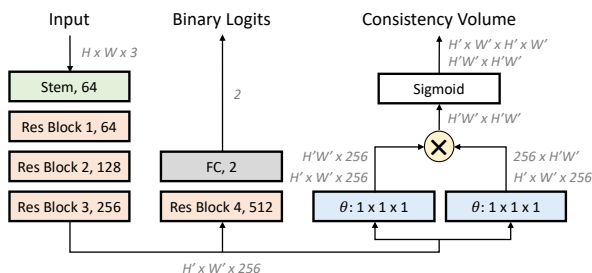 Input
Binary Logits
Consistency Volume
H x W x 3
H' x W' x H' x W'
H'W' x H'W'
Stem, 64
2
Sigmoid
Res Block 1, 64
H'W' x H'W'
Res Block 2, 128
FC, 2
H'W' x 256
256 x H'W'
H' x W' x 256
H' x W' x 256
Res Block 3, 256
Res Block 4, 512
θ: 1 x 1 x 1
θ: 1 x 1 x 1
H' x W' x 256